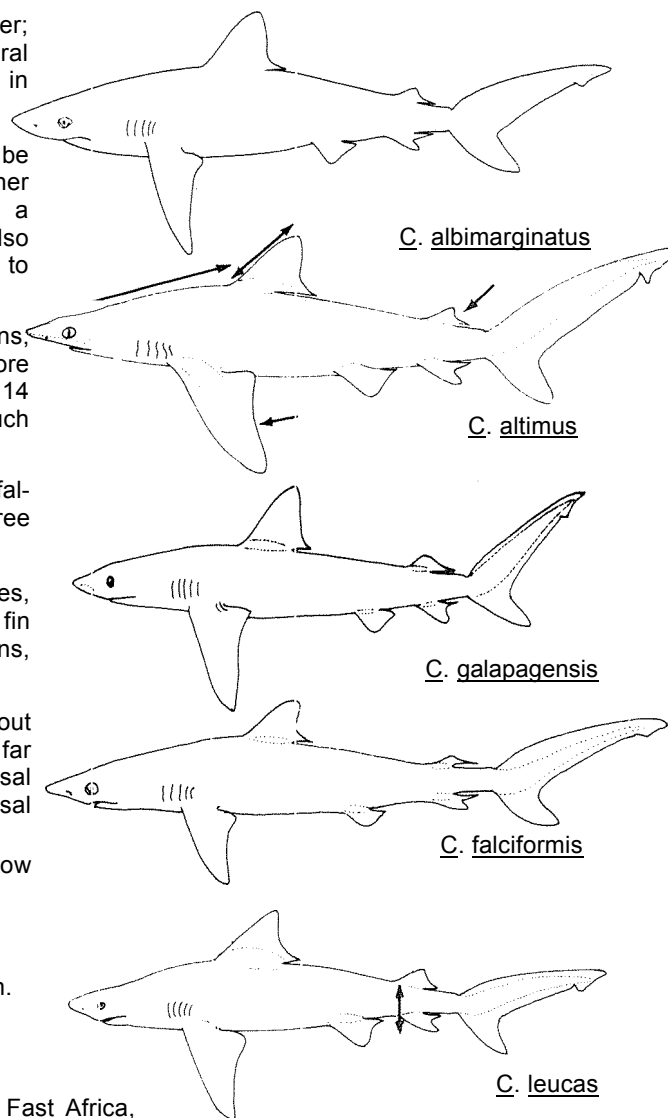 er;
ral
in
be
her
a
lso
to
ns,
ore
14
uch
fal-
ree
es,
fin
ns,
out
far
sal
sal
ow
n.
Fast Africa,
C. albimarginatus
C. altimus
C. galapagensis
C. falciformis
C. leucas